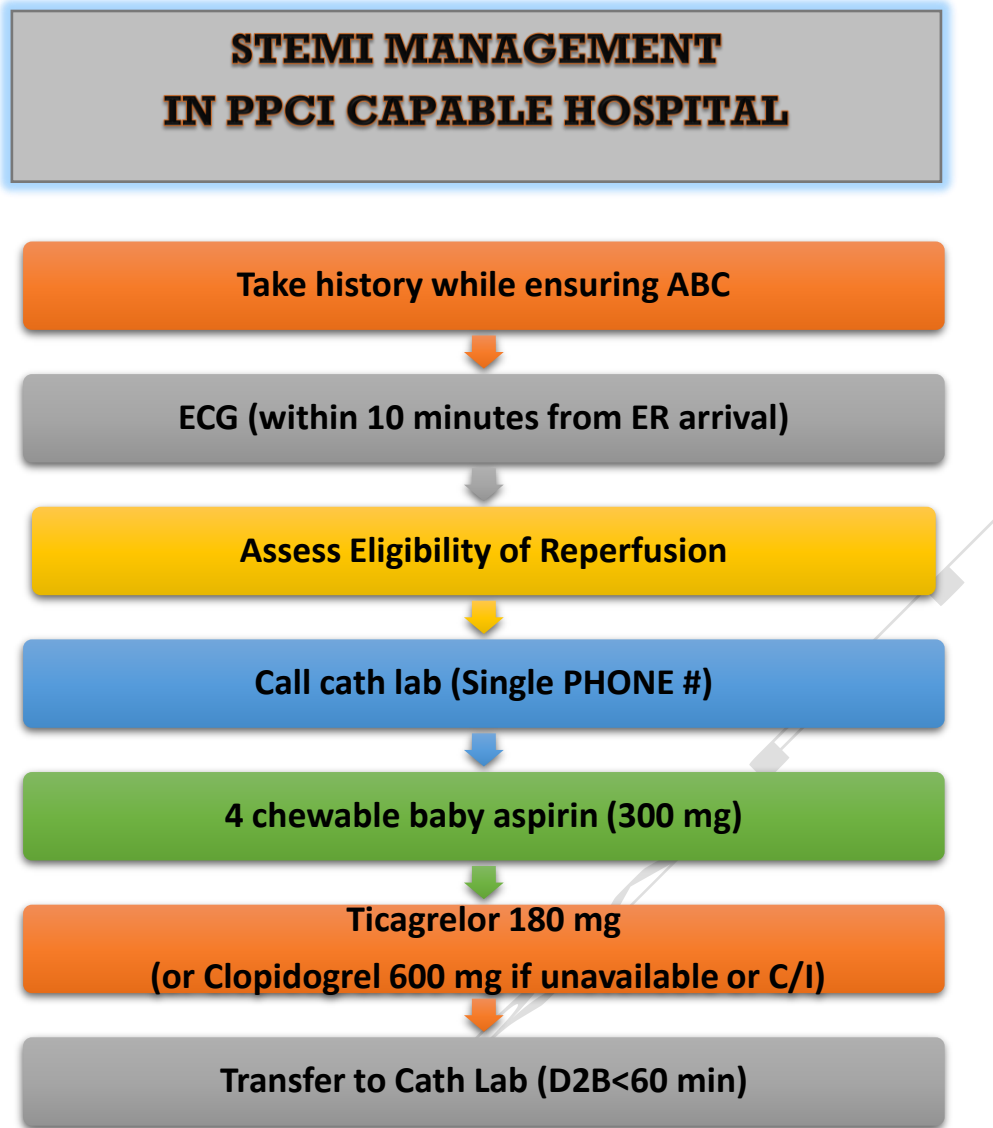 STEMI MANAGEMENT
IN PPCI CAPABLE HOSPITAL
Take history while ensuring ABC
ECG (within 10 minutes from ER arrival)
Assess Eligibility of Reperfusion
Call cath lab (Single PHONE #)
4 chewable baby aspirin (300 mg)
Ticagrelor 180 mg
(or Clopidogrel 600 mg if unavailable or C/I)
Transfer to Cath Lab (D2B<60 min)